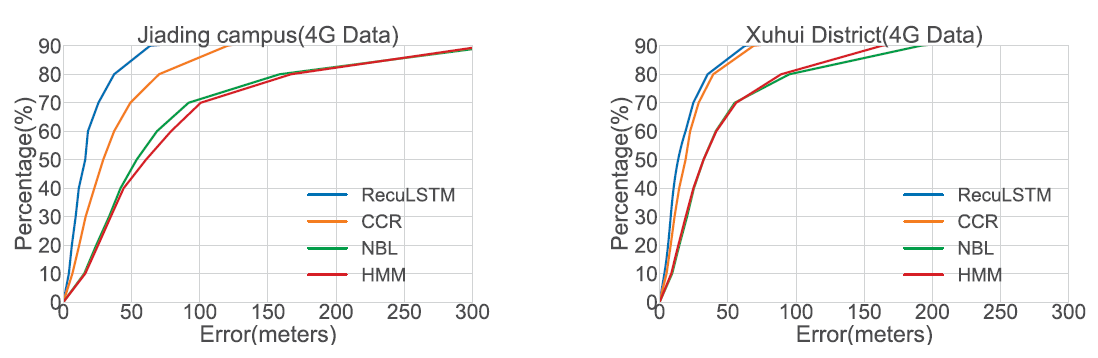 Jiading campus(4G Data)
Percentage(%)
90
80
70
60
50
40
30
20
10
0
0 50 100 150 200 250 300
Error(meters)
RecuLSTM
CCR
NBL
HMM
Xuhui District(4G Data)
Percentage(%)
90
80
70
60
50
40
30
20
10
0
0 50 100 150 200 250 300
Error(meters)
RecuLSTM
CCR
NBL
HMM